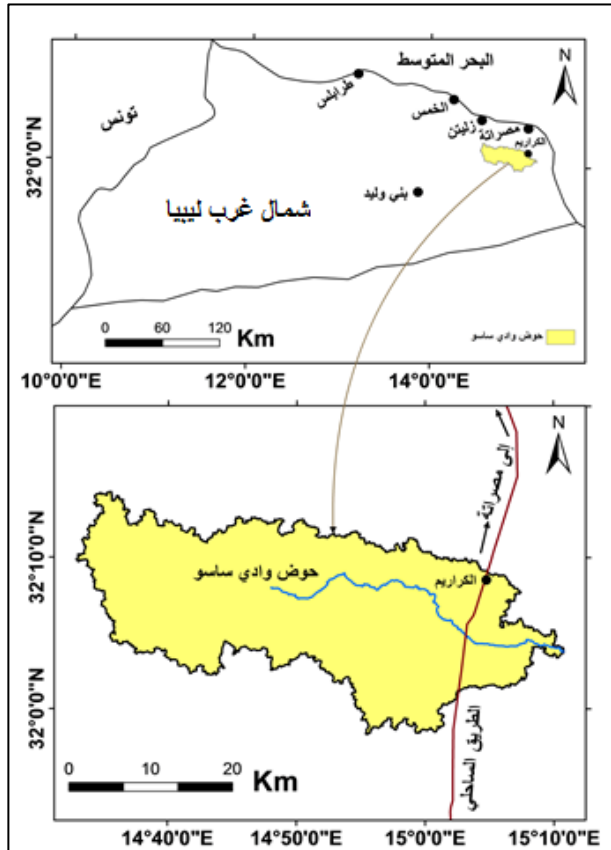 البحر المتوسط
N
تونس
طرابلس
الخمس
زليتن
مصراتة
الكراريم
32°0'0"N
بني وليد
شمال غرب ليبيا
0 60 120 Km
حوض وادي ساسو
10°0'0"E 12°0'0"E 14°0'0"E
N
إلى مصراتة
32°10'0"N
حوض وادي ساسو
الكراريم
32°0'0"N
الطريق الساحلي
0 10 20 Km
14°40'0"E 14°50'0"E 15°0'0"E 15°10'0"E